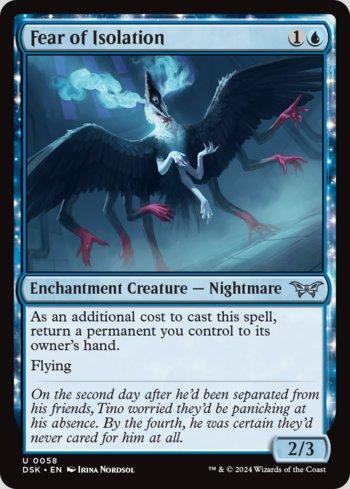 Fear of Isolation 1
Enchantment Creature — Nightmare
As an additional cost to cast this spell,
return a permanent you control to its
owner's hand.
Flying
On the second day after he'd been separated from
his friends, Tino worried they'd be panicking at
his absence. By the fourth, he was certain they'd
never cared for him at all.
2/3
U 0058
DSK • EN Irina Nordsol
™ & © 2024 Wizards of the Coast